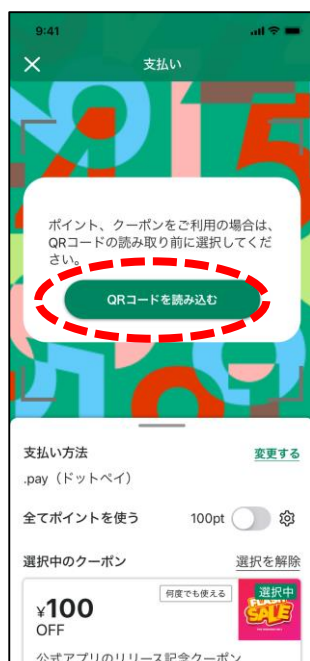 9:41
支払い
ポイント、クーポンをご利用の場合は、
QRコードの読み取り前に選択してくだ
さい。
QRコードを読み込む
支払い方法
変更する
.pay（ドットペイ）
全てポイントを使う
100pt
選択中のクーポン
選択を解除
何度でも使える
選択中
¥100
OFF
FLASH
SALE
公式アプリのリリース記念クーポン